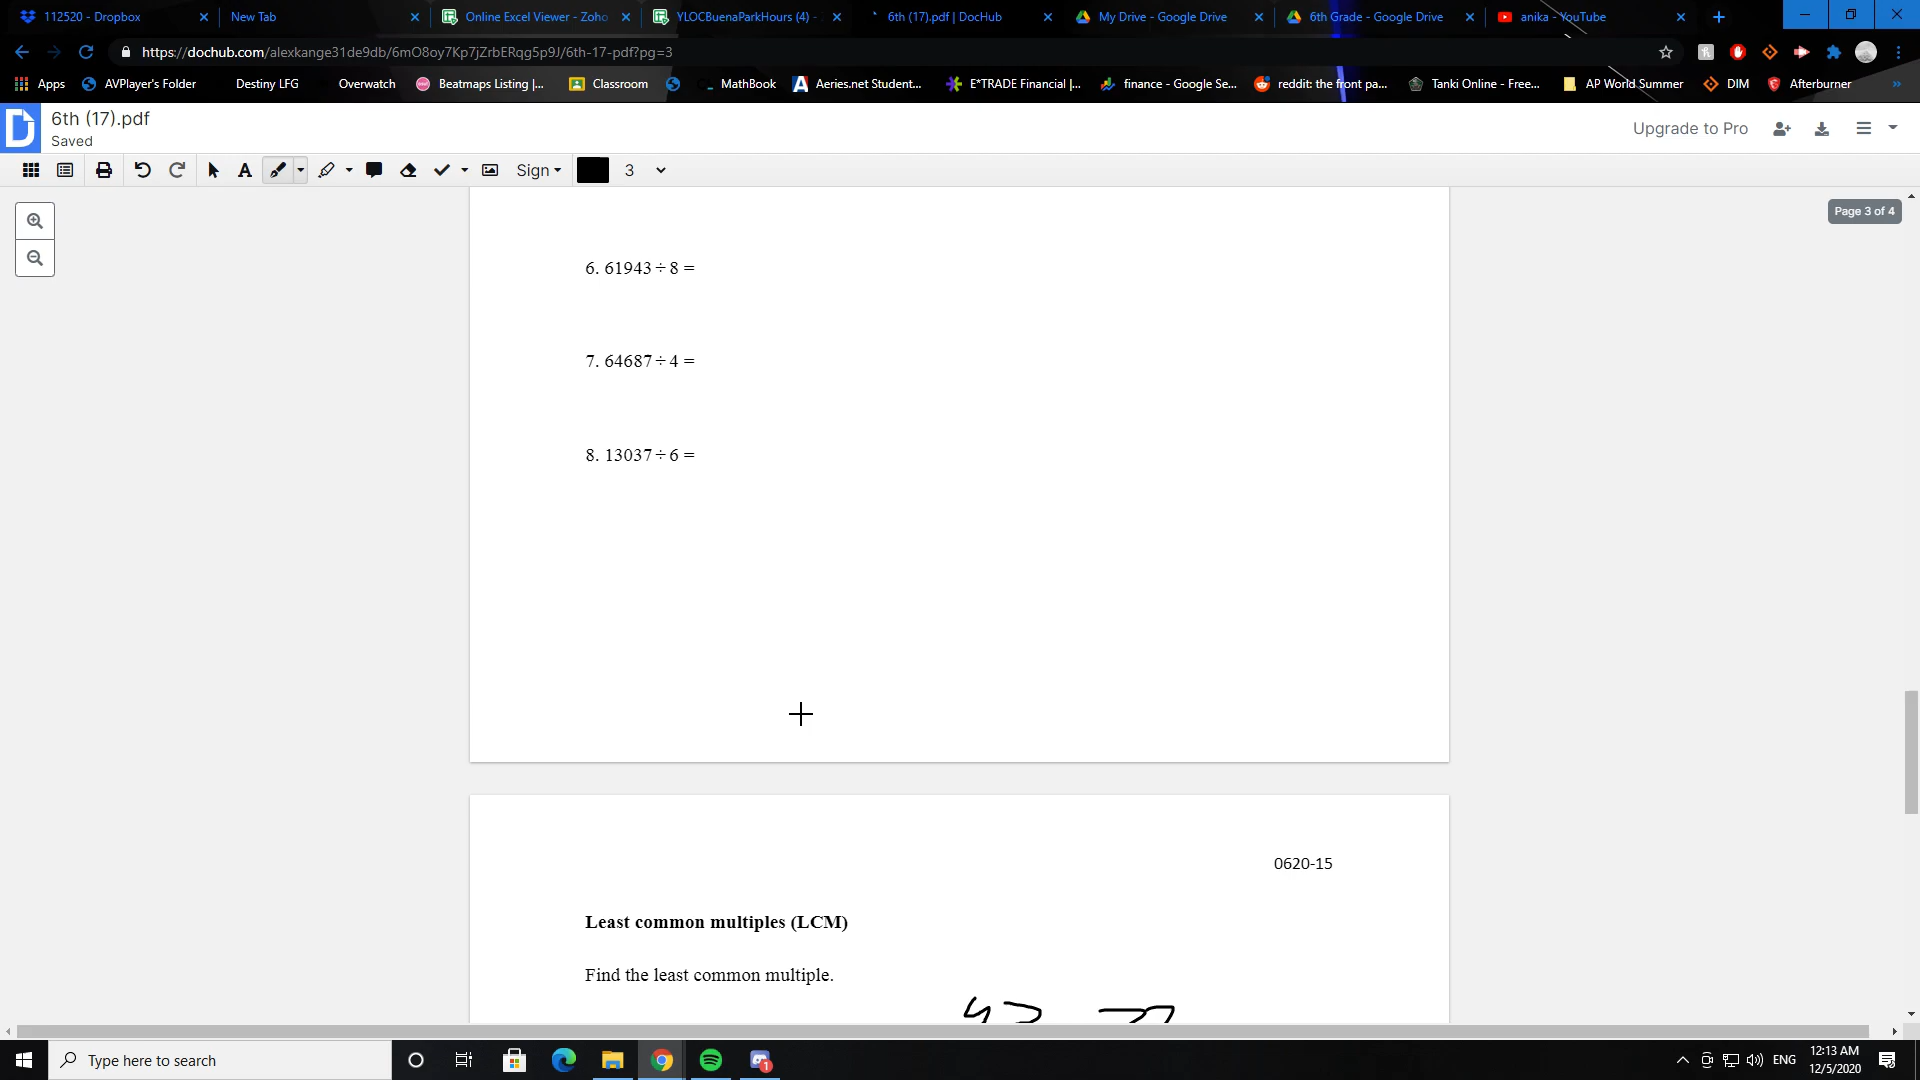 112520 - Dropbox
New Tab
Online Excel Viewer - Zoho
YLOCBuenaParkHours (4) -
6th (17).pdf | DocHub
My Drive - Google Drive
6th Grade - Google Drive
anika - YouTube
https://dochub.com/alexkange31de9db/6mO8oy7Kp7jZrbERqg5p9J/6th-17-pdf?pg=3
Apps
AVPlayer's Folder
Destiny LFG
Overwatch
Beatmaps Listing |...
Classroom
MathBook
Aeries.net Student...
E*TRADE Financial |...
finance - Google Se...
reddit: the front pa...
Tanki Online - Free...
AP World Summer
DIM
Afterburner
6th (17).pdf
Saved
Upgrade to Pro
Sign
3
Page 3 of 4
6. 61943 ÷ 8 =
7. 64687 ÷ 4 =
8. 13037 ÷ 6 =
0620-15
Least common multiples (LCM)
Find the least common multiple.
Type here to search
1
ENG
12:13 AM
12/5/2020